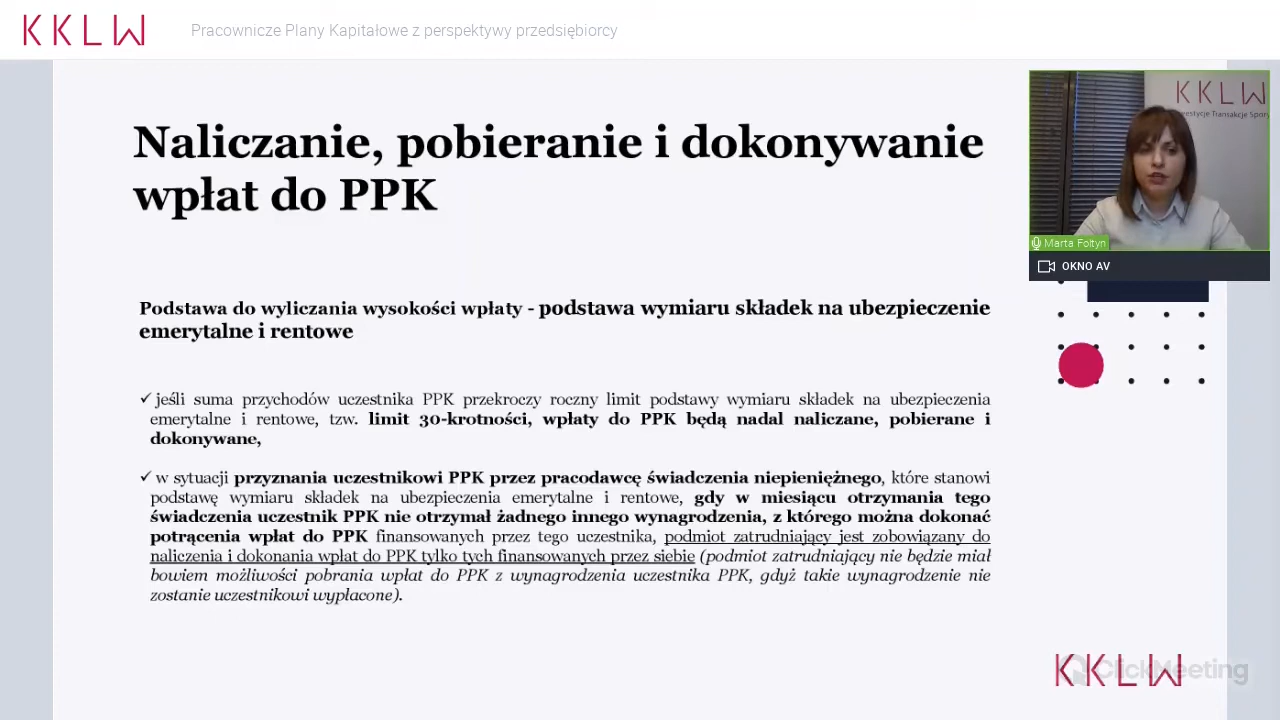 KKLW
Pracownicze Plany Kapitałowe z perspektywy przedsiębiorcy
Naliczanie, pobieranie i dokonywanie
wpłat do PPK
KKLW
Transakcje
Marta Foltyn
OKNO AV
Podstawa do wyliczania wysokości wpłaty - podstawa wymiaru składek na ubezpieczenie
emerytalne i rentowe
✓ jeśli suma przychodów uczestnika PPK przekroczy roczny limit podstawy wymiaru składek na ubezpieczenia
emerytalne i rentowe, tzw. limit 30-krotności, wpłaty do PPK będą nadal naliczane, pobierane i
dokonywane,
✓ w sytuacji przyznania uczestnikowi PPK przez pracodawcę świadczenia niepieniężnego, które stanowi
podstawę wymiaru składek na ubezpieczenia emerytalne i rentowe, gdy w miesiącu otrzymania tego
świadczenia uczestnik PPK nie otrzymał żadnego innego wynagrodzenia, z którego można dokonać
potrącenia wpłat do PPK finansowanych przez tego uczestnika, podmiot zatrudniający jest zobowiązany do
naliczenia i dokonania wpłat do PPK tylko tych finansowanych przez siebie (podmiot zatrudniający nie będzie miał
bowiem możliwości pobrania wpłat do PPK z wynagrodzenia uczestnika PPK, gdyż takie wynagrodzenie nie
zostanie uczestnikowi wypłacone).
KKLW
ClickMeeting